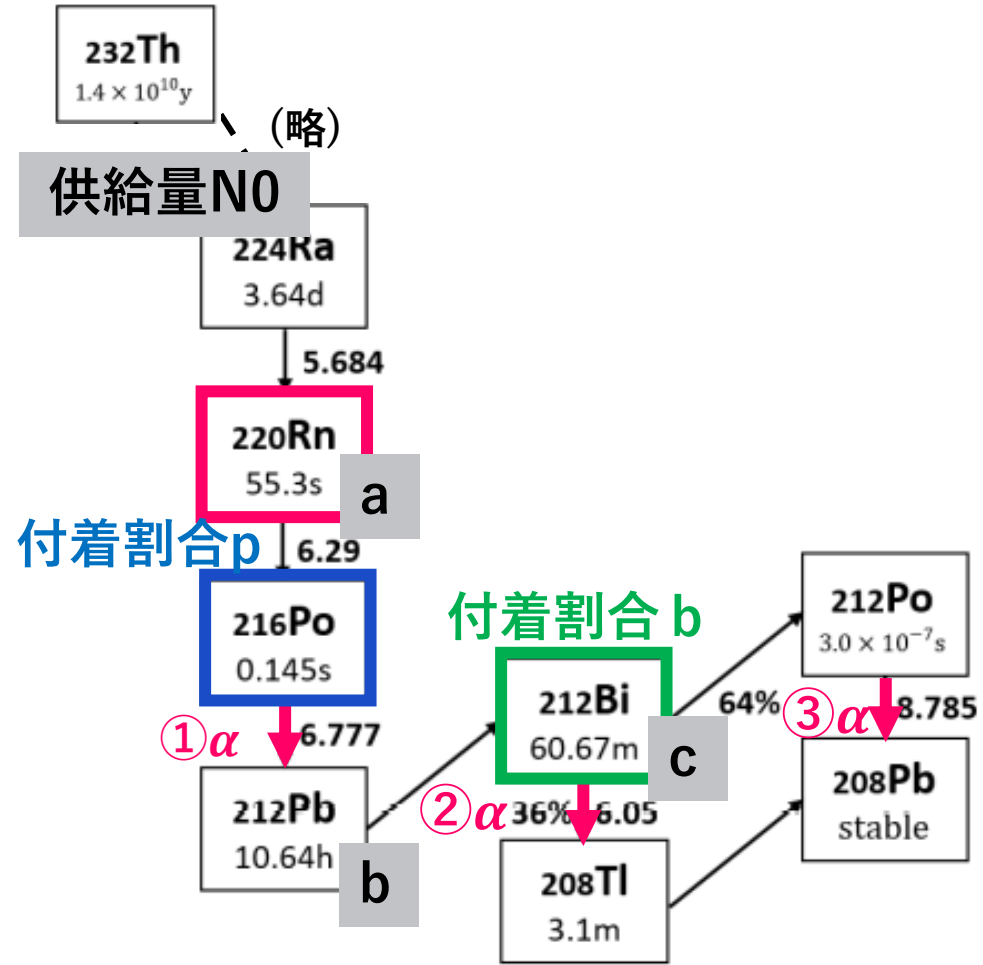 232Th
1.4 × 10¹⁰y
(略)
供給量N0
224Ra
3.64d
5.684
220Rn
55.3s
a
付着割合p
6.29
216Po
0.145s
①α
6.777
212Pb
10.64h
b
付着割合b
212Bi
60.67m
c
64%
212Po
3.0 × 10⁻⁷s
③α
8.785
208Pb
stable
②α
36%
6.05
208Tl
3.1m